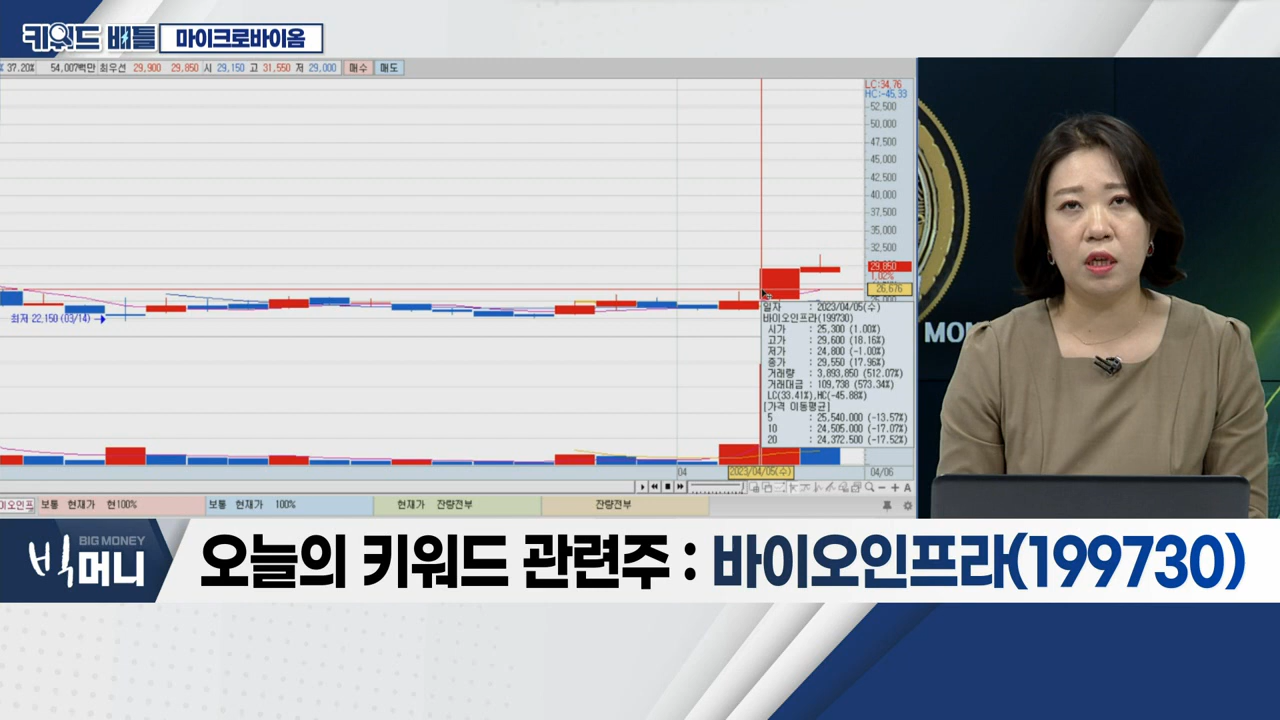 키워드 배틀 마이크로바이옴
% 37.20% 54,007백만 최우선 29,900 29,850 시 29,150 고 31,550 저 29,000 매수 매도
LC:34.76
HC:-45.33
52,500
50,000
47,500
45,000
42,500
40,000
37,500
35,000
32,500
29,850
1.02%
26,676
25,000
최저 22,150 (03/14) →
일자 : 2023/04/05(수)
바이오인프라(199730)
시가 : 25,300 (1.00%)
고가 : 29,600 (18.16%)
저가 : 24,800 (-1.00%)
종가 : 29,550 (17.96%)
거래량 : 3,893,850 (512.07%)
거래대금 : 109,738 (573.34%)
LC(33.41%),HC(-45.88%)
[가격 이동평균]
5 : 25,540.000 (-13.57%)
10 : 24,505.000 (-17.07%)
20 : 24,372.500 (-17.52%)
04 2023/04/05(수) 04/06
이오인프 보통 현재가 현100% 보통 현재가 100% 현재가 잔량전부 잔량전부
MON
BIG MONEY
빅머니
오늘의 키워드 관련주 : 바이오인프라(199730)